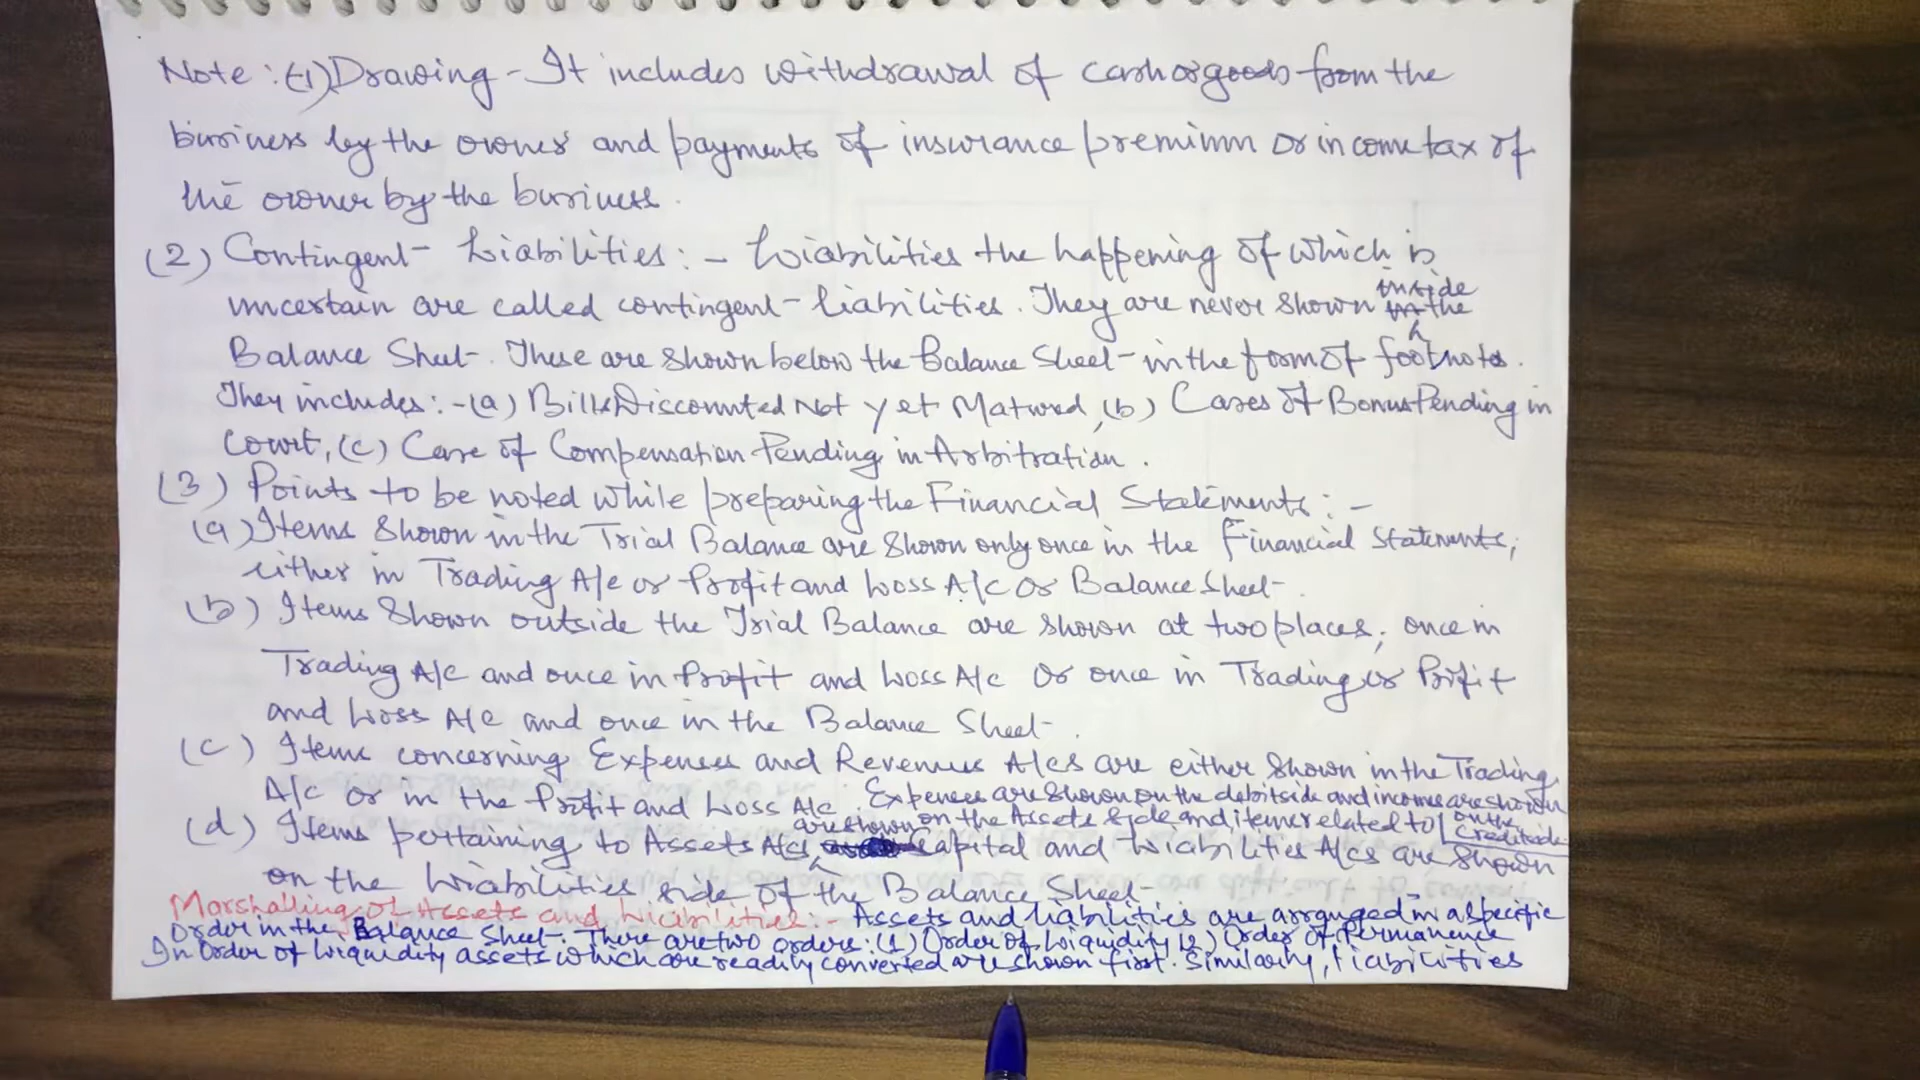 Note : (1) Drawing - It includes withdrawal of cash or goods from the
business by the owner and payments of insurance premium or income tax of
the owner by the business.
(2) Contingent Liabilities : - Liabilities the happening of which is
uncertain are called contingent liabilities. They are never shown inside the
Balance Sheet. These are shown below the Balance Sheet in the form of footnotes.
They includes : - (a) Bills Discounted Not yet Matured, (b) Cases of Bonus Pending in
Court, (c) Case of Compensation Pending in Arbitration.
(3) Points to be noted while preparing the Financial Statements : -
(a) Items shown in the Trial Balance are shown only once in the Financial Statements,
either in Trading A/c or Profit and Loss A/c or Balance Sheet.
(b) Items shown outside the Trial Balance are shown at two places, once in
Trading A/c and once in Profit and Loss A/c or once in Trading or Profit
and Loss A/c and once in the Balance Sheet.
(c) Items concerning Expenses and Revenues A/cs are either shown in the Trading
A/c or in the Profit and Loss A/c. Expenses are shown on the debit side and incomes are shown
on the Credit side
(d) Items pertaining to Assets A/cs are shown on the Assets side and items related to Capital and Liabilities A/cs are shown
on the Liabilities side of the Balance Sheet.
Marshalling of Assets and Liabilities : - Assets and liabilities are arranged in a specific
order in the Balance Sheet. There are two orders : (1) Order of Liquidity (2) Order of Permanence
In Order of Liquidity assets which are readily converted are shown first. Similarly, liabilities